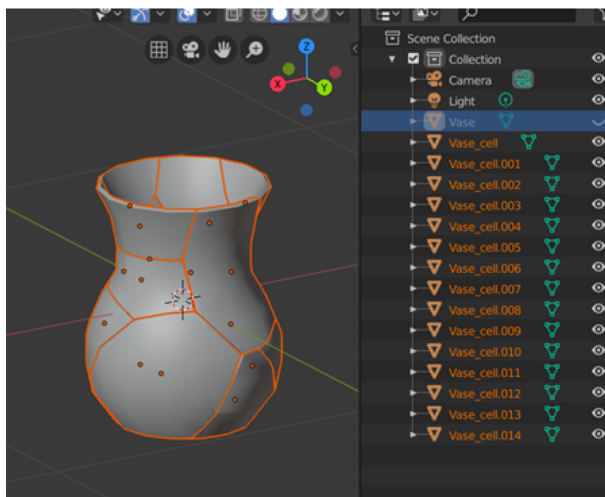 Scene Collection
Collection
Camera
Light
Vase
Vase_cell
Vase_cell.001
Vase_cell.002
Vase_cell.003
Vase_cell.004
Vase_cell.005
Vase_cell.006
Vase_cell.007
Vase_cell.008
Vase_cell.009
Vase_cell.010
Vase_cell.011
Vase_cell.012
Vase_cell.013
Vase_cell.014
Z
X
Y